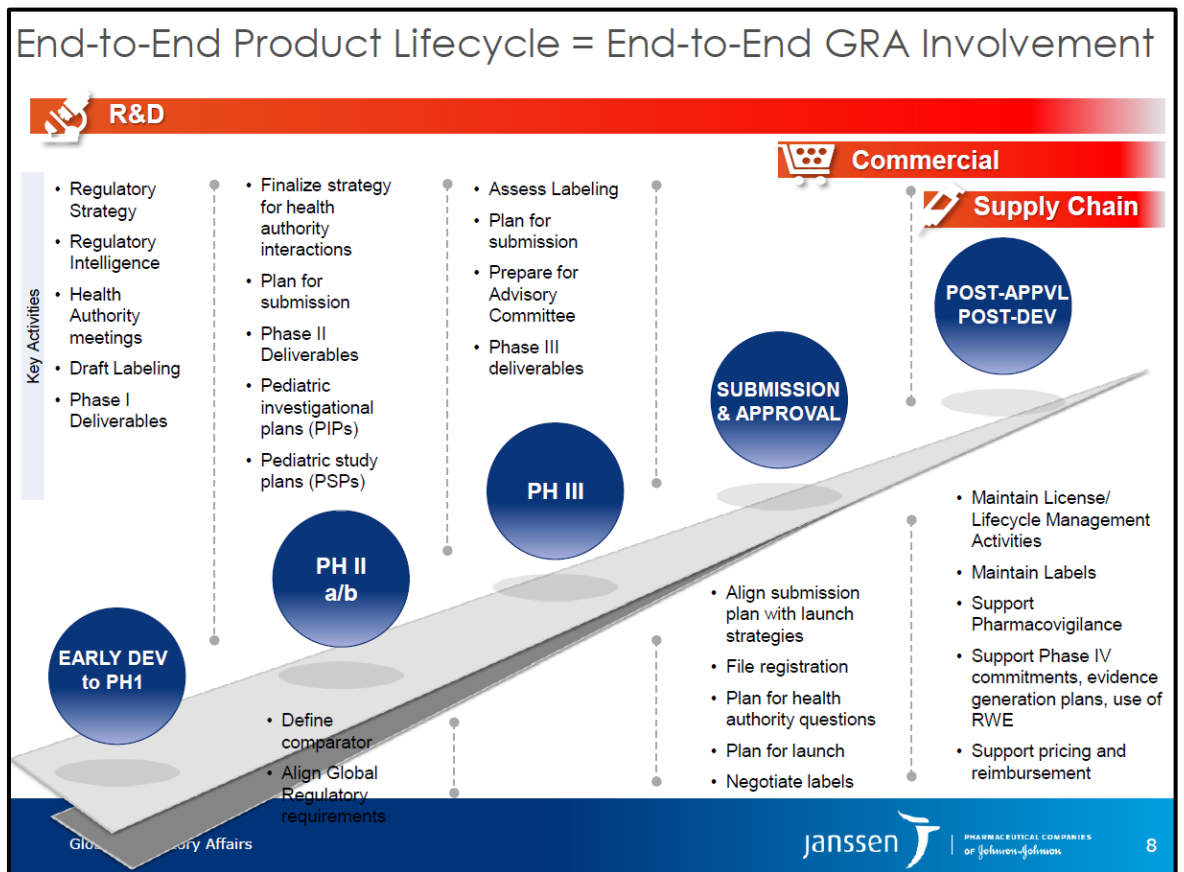 End-to-End Product Lifecycle = End-to-End GRA Involvement
R&D
Commercial
Supply Chain
Key Activities
• Regulatory
Strategy
• Regulatory
Intelligence
• Health
Authority
meetings
• Draft Labeling
• Phase I
Deliverables
• Finalize strategy
for health
authority
interactions
• Plan for
submission
• Phase II
Deliverables
• Pediatric
investigational
plans (PIPs)
• Pediatric study
plans (PSPs)
• Assess Labeling
• Plan for
submission
• Prepare for
Advisory
Committee
• Phase III
deliverables
EARLY DEV
to PH1
PH II
a/b
PH III
SUBMISSION
& APPROVAL
POST-APPVL
POST-DEV
• Define
comparator
• Align Global
Regulatory
requirements
• Align submission
plan with launch
strategies
• File registration
• Plan for health
authority questions
• Plan for launch
• Negotiate labels
• Maintain License/
Lifecycle Management
Activities
• Maintain Labels
• Support
Pharmacovigilance
• Support Phase IV
commitments, evidence
generation plans, use of
RWE
• Support pricing and
reimbursement
Affairs
janssen
PHARMACEUTICAL COMPANIES
OF Johnson-Johnson
8